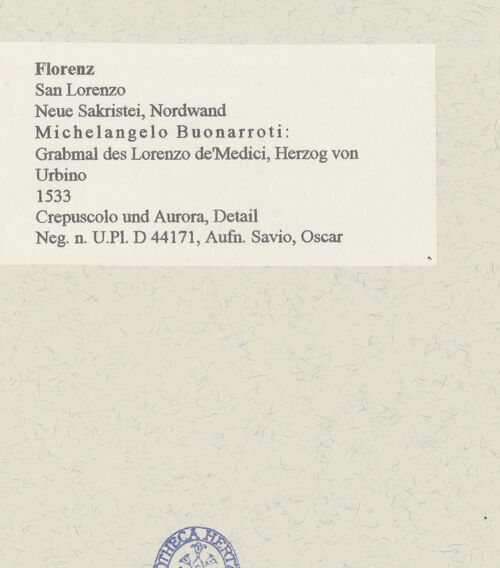 Florenz
San Lorenzo
Neue Sakristei, Nordwand
Michelangelo Buonarroti:
Grabmal des Lorenzo de'Medici, Herzog von
Urbino
1533
Crepuscolo und Aurora, Detail
Neg. n. U.Pl. D 44171, Aufn. Savio, Oscar